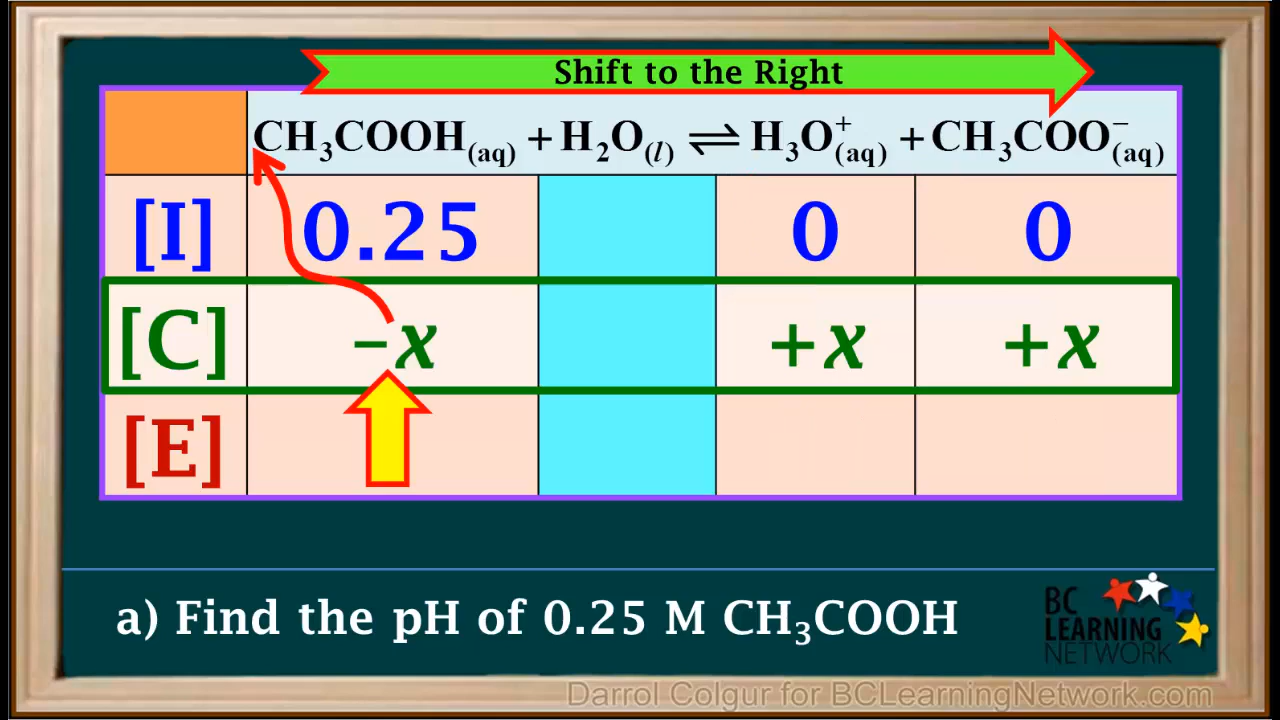 Shift to the Right
CH₃COOH(aq) + H₂O(l) ⇌ H₃O⁺(aq) + CH₃COO⁻(aq)
[I] 0.25 0 0
[C] –x +x +x
[E]
a) Find the pH of 0.25 M CH₃COOH
BC
LEARNING
NETWORK
Darrol Colgur for BCLearningNetwork.com